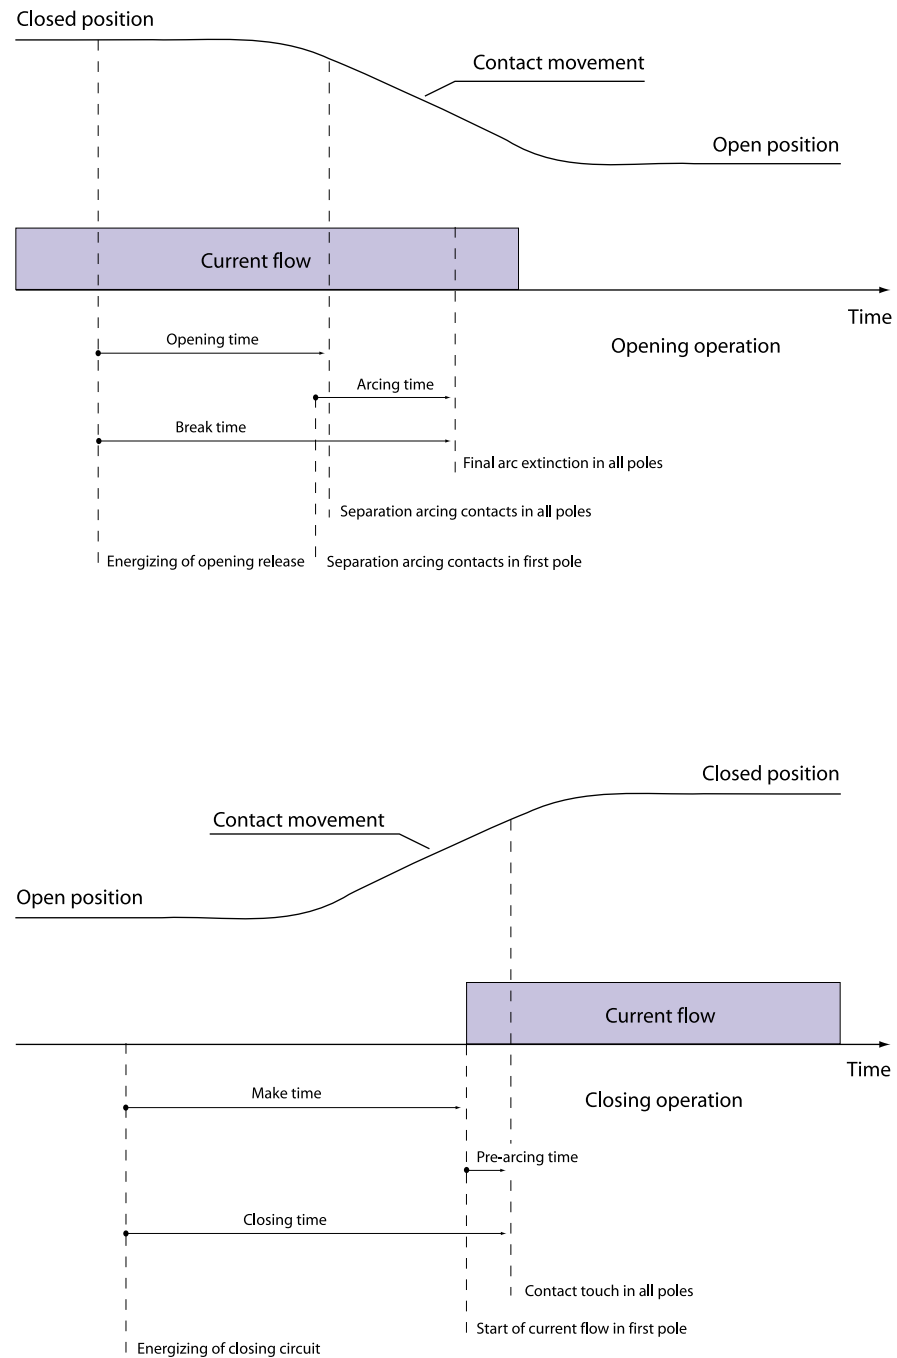 Closed position
Contact movement
Open position
Current flow
Time
Opening time
Opening operation
Arcing time
Break time
Final arc extinction in all poles
Separation arcing contacts in all poles
Energizing of opening release
Separation arcing contacts in first pole
Closed position
Contact movement
Open position
Current flow
Time
Make time
Closing operation
Pre-arcing time
Closing time
Contact touch in all poles
Start of current flow in first pole
Energizing of closing circuit